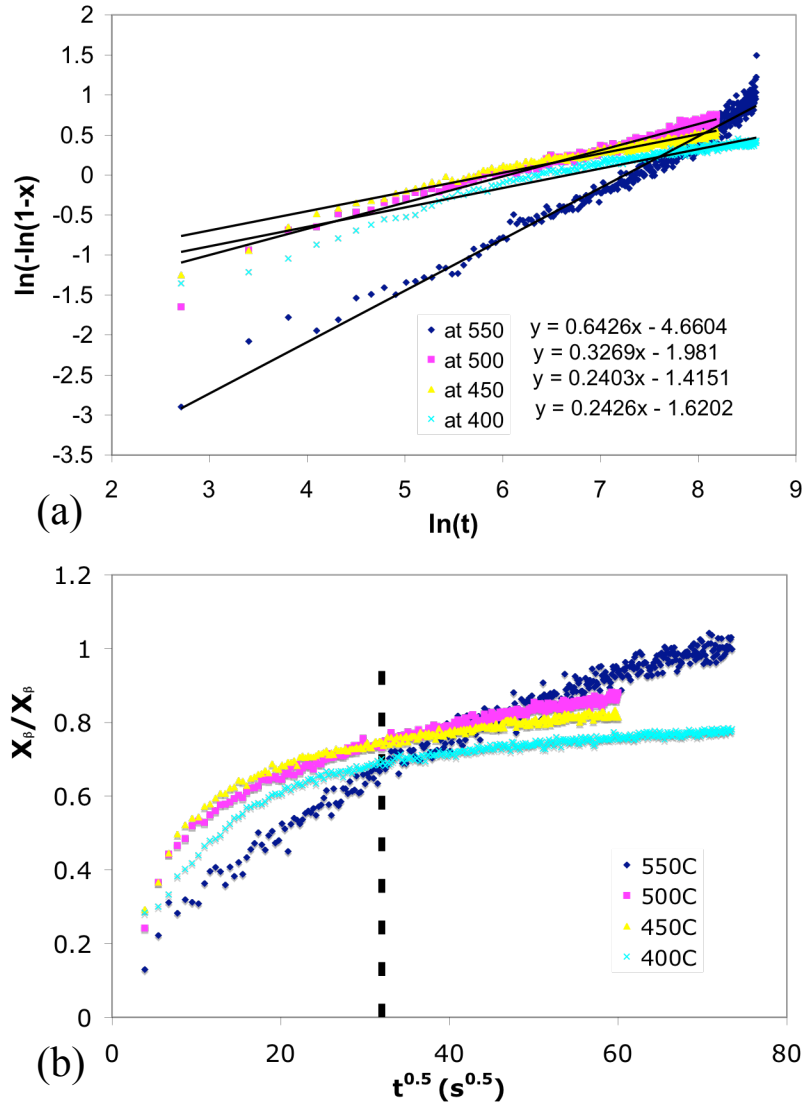 2
1.5
1
0.5
0
-0.5
-1
-1.5
-2
-2.5
-3
-3.5
ln(-ln(1-x)
at 550 y = 0.6426x - 4.6604
at 500 y = 0.3269x - 1.981
at 450 y = 0.2403x - 1.4151
at 400 y = 0.2426x - 1.6202
2 3 4 5 6 7 8 9
(a)
ln(t)
1.2
1
0.8
0.6
0.4
0.2
0
Xᵦ/Xᵦ
550C
500C
450C
400C
0 20 40 60 80
(b)
t⁰·⁵ (s⁰·⁵)